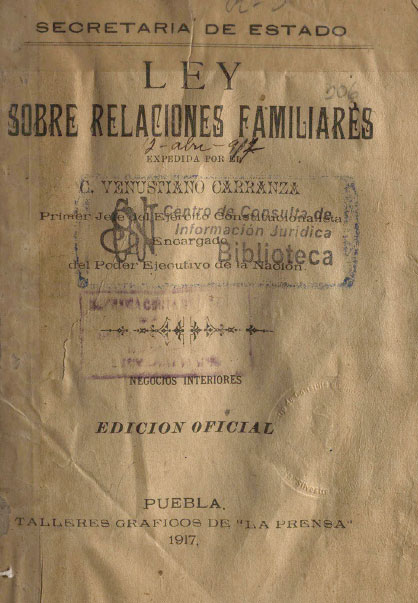 SECRETARIA DE ESTADO
LEY
SOBRE RELACIONES FAMILIARES
EXPEDIDA POR EL
C. VENUSTIANO CARRANZA
Primer Jefe del Ejército Constitucionalista
Encargado
del Poder Ejecutivo de la Nación.
Centro de Consulta de
Información Jurídica
Biblioteca
NEGOCIOS INTERIORES
EDICION OFICIAL
PUEBLA.
TALLERES GRAFICOS DE "LA PRENSA"
1917.